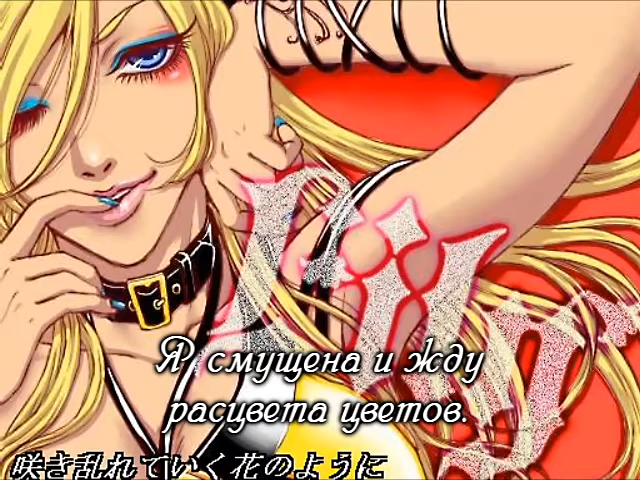 Lily
Я смущена и жду
расцвета цветов.
咲き乱れていく花のように